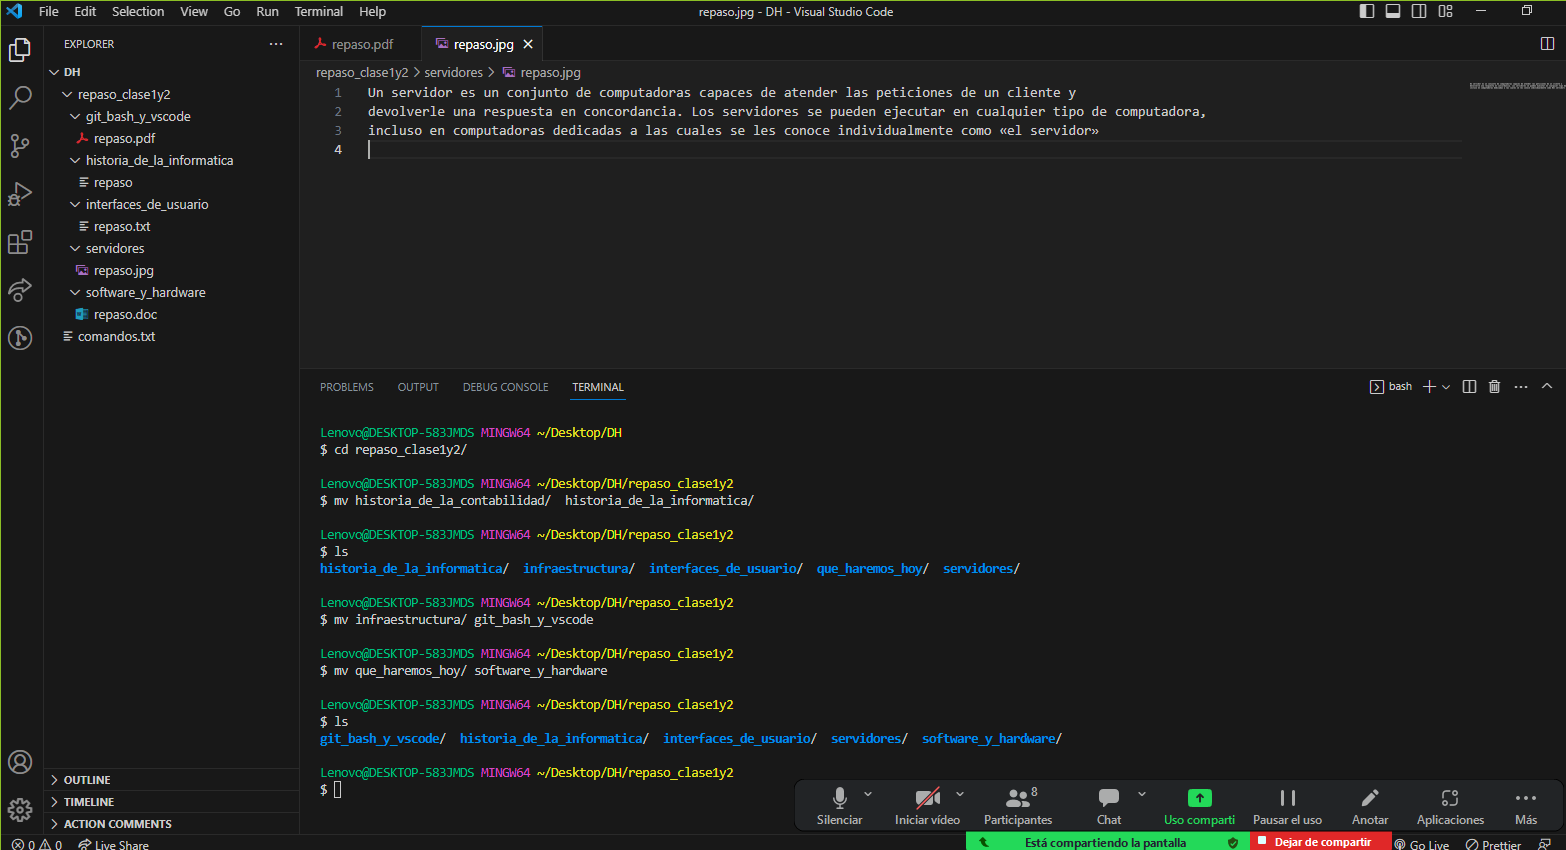 File Edit Selection View Go Run Terminal Help
repaso.jpg - DH - Visual Studio Code
EXPLORER
DH
repaso_clase1y2
git_bash_y_vscode
repaso.pdf
historia_de_la_informatica
repaso
interfaces_de_usuario
repaso.txt
servidores
repaso.jpg
software_y_hardware
repaso.doc
comandos.txt
OUTLINE
TIMELINE
ACTION COMMENTS
repaso.pdf repaso.jpg
repaso_clase1y2 > servidores > repaso.jpg
1 Un servidor es un conjunto de computadoras capaces de atender las peticiones de un cliente y
2 devolverle una respuesta en concordancia. Los servidores se pueden ejecutar en cualquier tipo de computadora,
3 incluso en computadoras dedicadas a las cuales se les conoce individualmente como «el servidor»
4
PROBLEMS OUTPUT DEBUG CONSOLE TERMINAL
bash
Lenovo@DESKTOP-583JMDS MINGW64 ~/Desktop/DH
$ cd repaso_clase1y2/
Lenovo@DESKTOP-583JMDS MINGW64 ~/Desktop/DH/repaso_clase1y2
$ mv historia_de_la_contabilidad/  historia_de_la_informatica/
Lenovo@DESKTOP-583JMDS MINGW64 ~/Desktop/DH/repaso_clase1y2
$ ls
historia_de_la_informatica/  infraestructura/  interfaces_de_usuario/  que_haremos_hoy/  servidores/
Lenovo@DESKTOP-583JMDS MINGW64 ~/Desktop/DH/repaso_clase1y2
$ mv infraestructura/ git_bash_y_vscode
Lenovo@DESKTOP-583JMDS MINGW64 ~/Desktop/DH/repaso_clase1y2
$ mv que_haremos_hoy/ software_y_hardware
Lenovo@DESKTOP-583JMDS MINGW64 ~/Desktop/DH/repaso_clase1y2
$ ls
git_bash_y_vscode/  historia_de_la_informatica/  interfaces_de_usuario/  servidores/  software_y_hardware/
Lenovo@DESKTOP-583JMDS MINGW64 ~/Desktop/DH/repaso_clase1y2
$
8
Silenciar Iniciar vídeo Participantes Chat Uso comparti Pausar el uso Anotar Aplicaciones Más
Está compartiendo la pantalla Dejar de compartir
0 0 Live Share Go Live Prettier